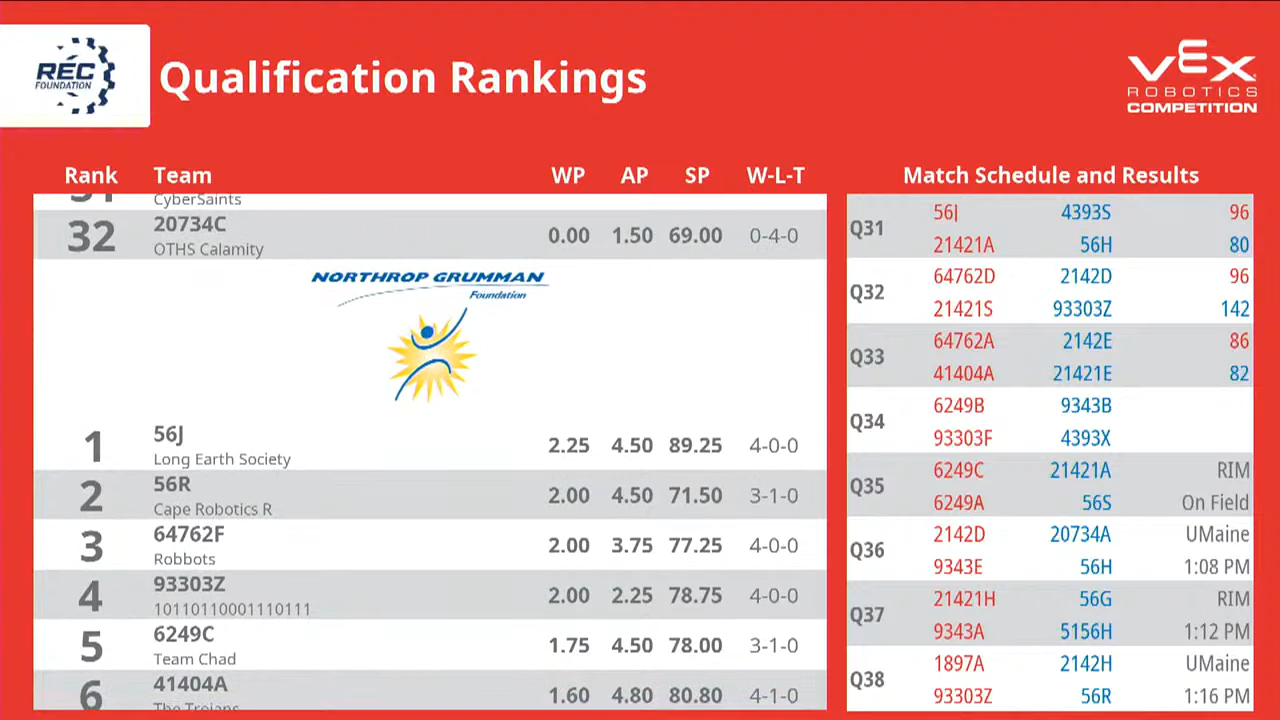 REC
FOUNDATION
Qualification Rankings
VEX
ROBOTICS
COMPETITION
Rank Team WP AP SP W-L-T
31 CyberSaints
32 20734C 0.00 1.50 69.00 0-4-0
OTHS Calamity
NORTHROP GRUMMAN
Foundation
1 56J 2.25 4.50 89.25 4-0-0
Long Earth Society
2 56R 2.00 4.50 71.50 3-1-0
Cape Robotics R
3 64762F 2.00 3.75 77.25 4-0-0
Robbots
4 93303Z 2.00 2.25 78.75 4-0-0
10110110001110111
5 6249C 1.75 4.50 78.00 3-1-0
Team Chad
6 41404A 1.60 4.80 80.80 4-1-0
The Trojans
Match Schedule and Results
Q31 56J 4393S 96
21421A 56H 80
Q32 64762D 2142D 96
21421S 93303Z 142
Q33 64762A 2142E 86
41404A 21421E 82
Q34 6249B 9343B
93303F 4393X
Q35 6249C 21421A RIM
6249A 56S On Field
Q36 2142D 20734A UMaine
9343E 56H 1:08 PM
Q37 21421H 56G RIM
9343A 5156H 1:12 PM
Q38 1897A 2142H UMaine
93303Z 56R 1:16 PM